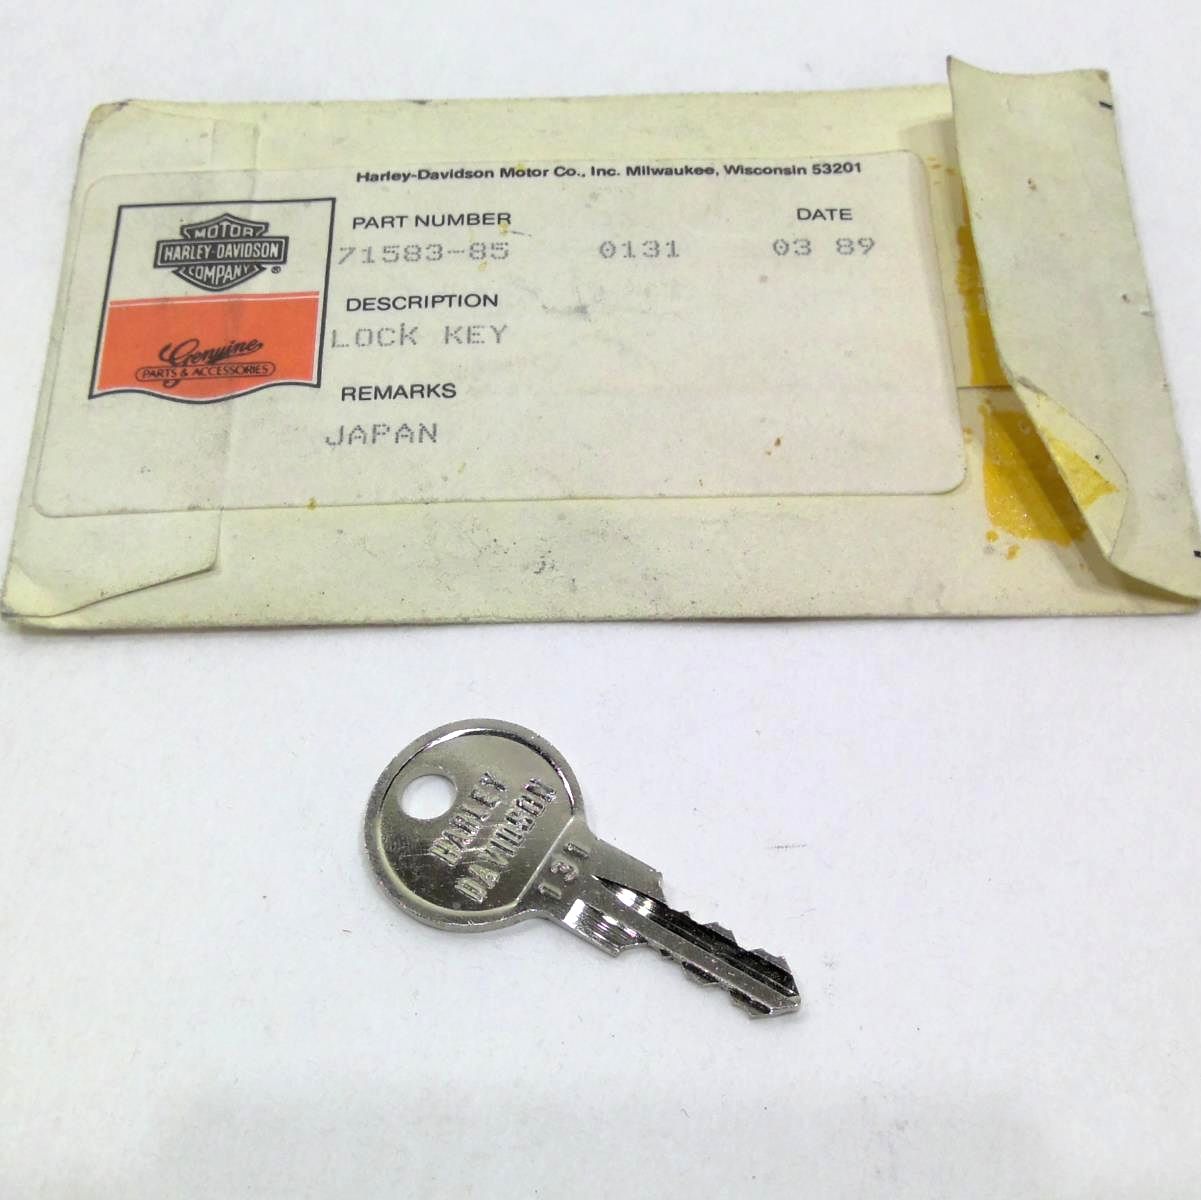 Harley-Davidson Motor Co., Inc. Milwaukee, Wisconsin 53201
MOTOR
HARLEY-DAVIDSON
COMPANY ®
Genuine
PARTS & ACCESSORIES
PART NUMBER DATE
71583-85 0131 03 89
DESCRIPTION
LOCK KEY
REMARKS
JAPAN
HARLEY
DAVIDSON
131